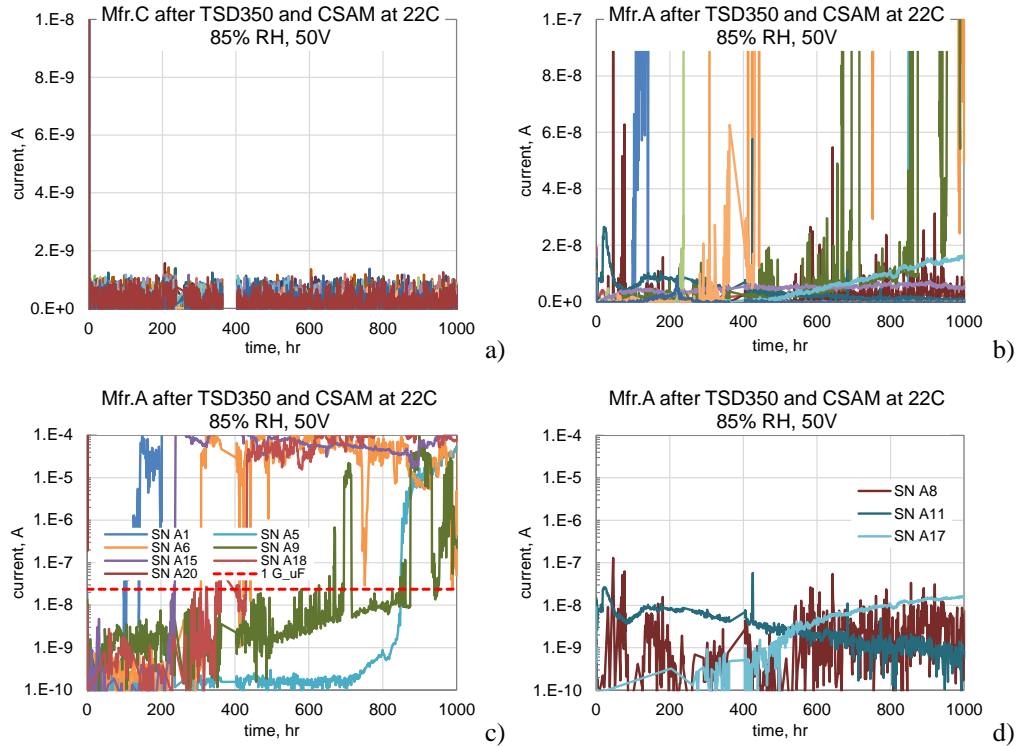 Mfr.C after TSD350 and CSAM at 22C
85% RH, 50V
1.E-8
8.E-9
6.E-9
4.E-9
2.E-9
0.E+0
current, A
0 200 400 600 800 1000
time, hr
a)
Mfr.A after TSD350 and CSAM at 22C
85% RH, 50V
1.E-7
8.E-8
6.E-8
4.E-8
2.E-8
0.E+0
current, A
0 200 400 600 800 1000
time, hr
b)
Mfr.A after TSD350 and CSAM at 22C
85% RH, 50V
1.E-4
1.E-5
1.E-6
1.E-7
1.E-8
1.E-9
1.E-10
current, A
SN A1 SN A5
SN A6 SN A9
SN A15 SN A18
SN A20 1 G_uF
0 200 400 600 800 1000
time, hr
c)
Mfr.A after TSD350 and CSAM at 22C
85% RH, 50V
1.E-4
1.E-5
1.E-6
1.E-7
1.E-8
1.E-9
1.E-10
current, A
SN A8
SN A11
SN A17
0 200 400 600 800 1000
time, hr
d)